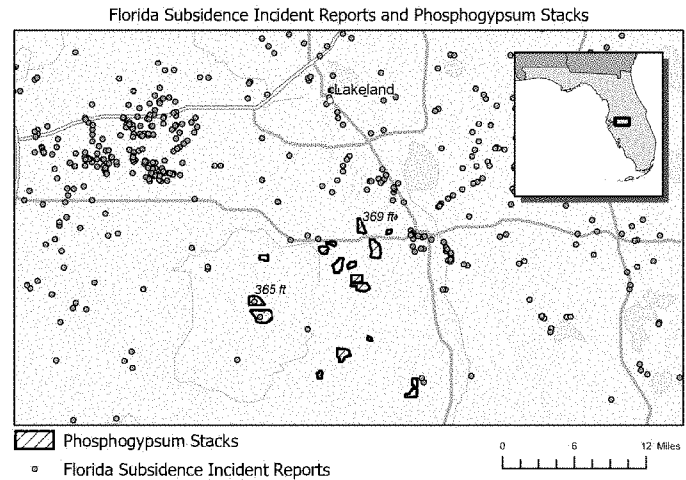 Florida Subsidence Incident Reports and Phosphogypsum Stacks
Lakeland
369 ft
365 ft
Phosphogypsum Stacks
Florida Subsidence Incident Reports
0 6 12 Miles